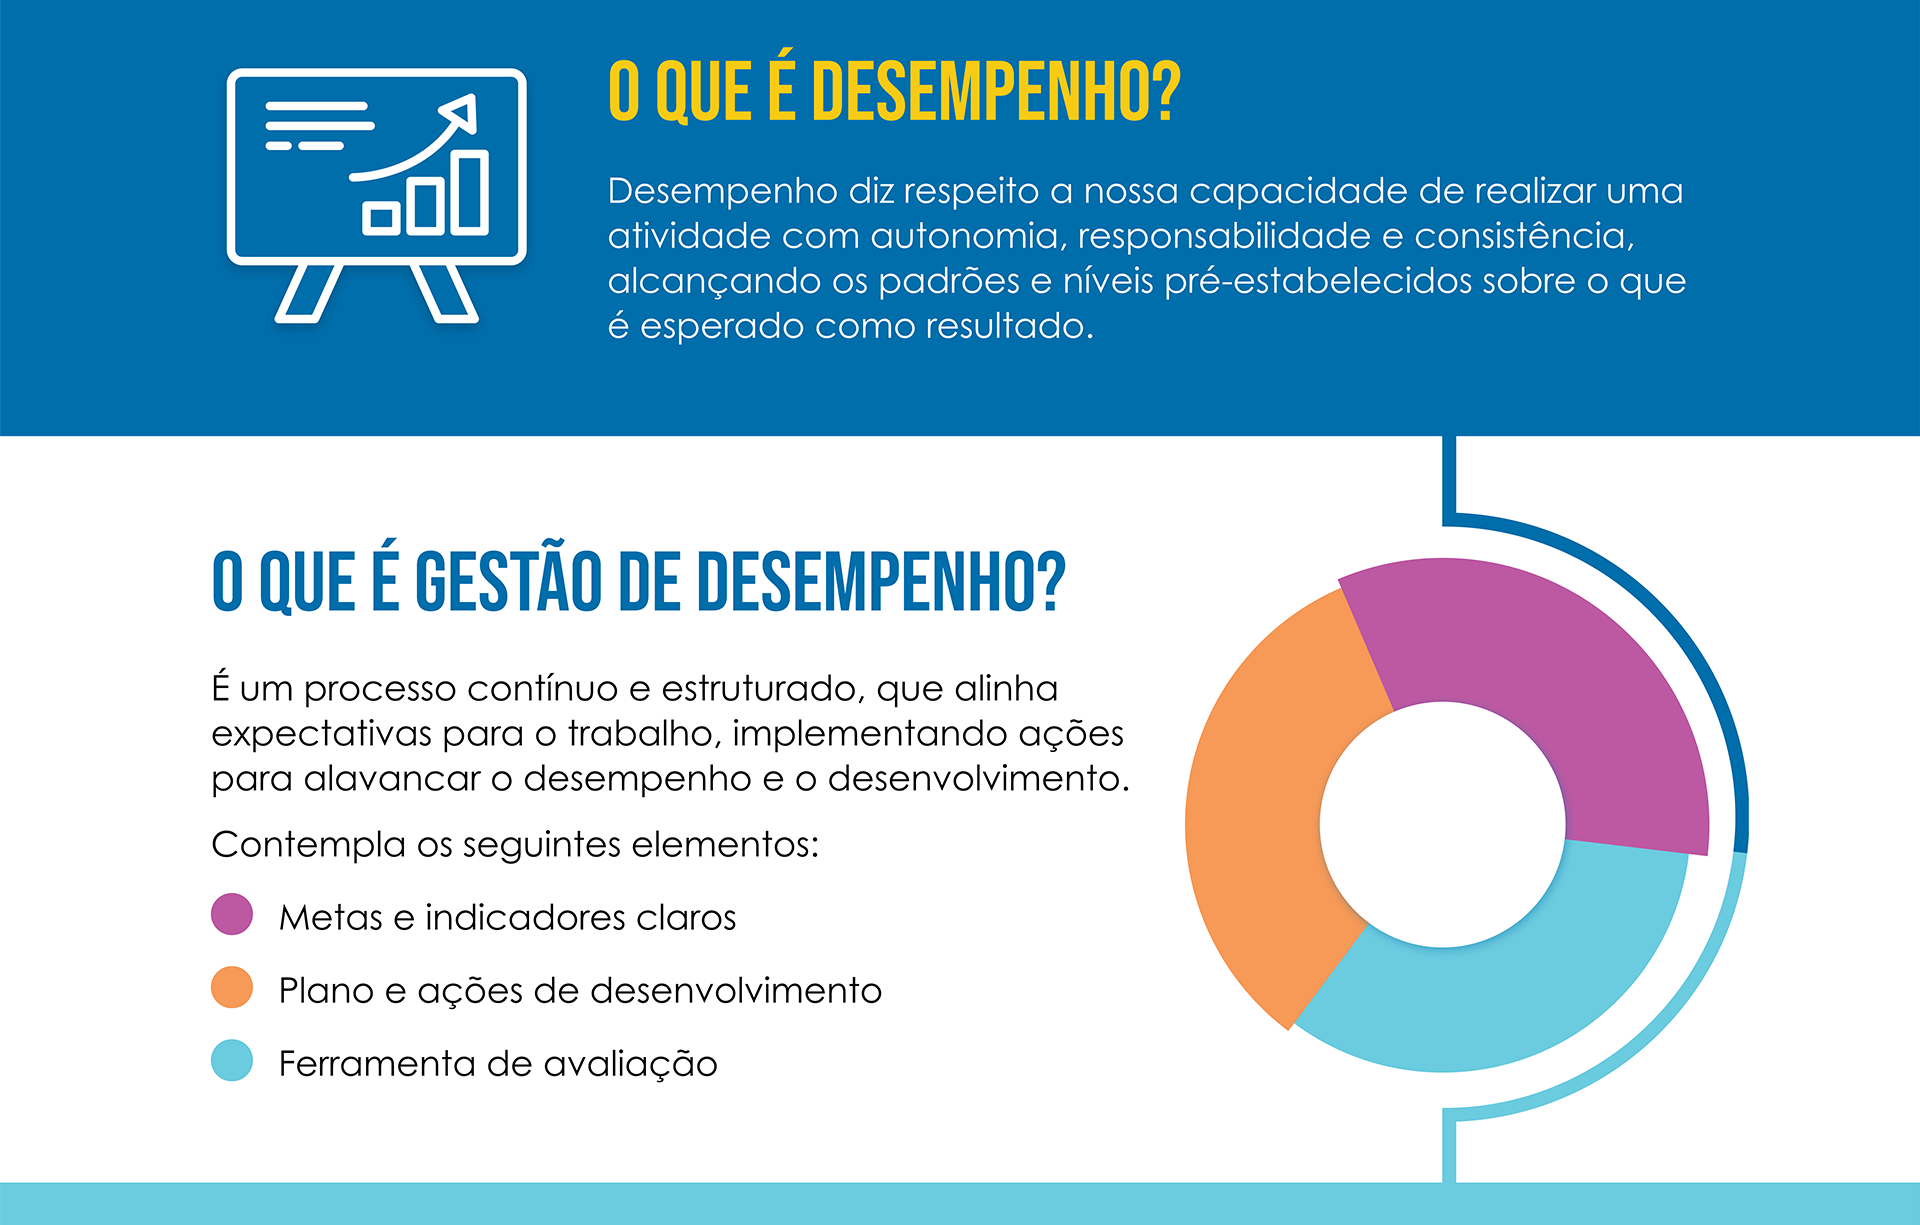 O QUE É DESEMPENHO?
Desempenho diz respeito a nossa capacidade de realizar uma
atividade com autonomia, responsabilidade e consistência,
alcançando os padrões e níveis pré-estabelecidos sobre o que
é esperado como resultado.
O QUE É GESTÃO DE DESEMPENHO?
É um processo contínuo e estruturado, que alinha
expectativas para o trabalho, implementando ações
para alavancar o desempenho e o desenvolvimento.
Contempla os seguintes elementos:
Metas e indicadores claros
Plano e ações de desenvolvimento
Ferramenta de avaliação